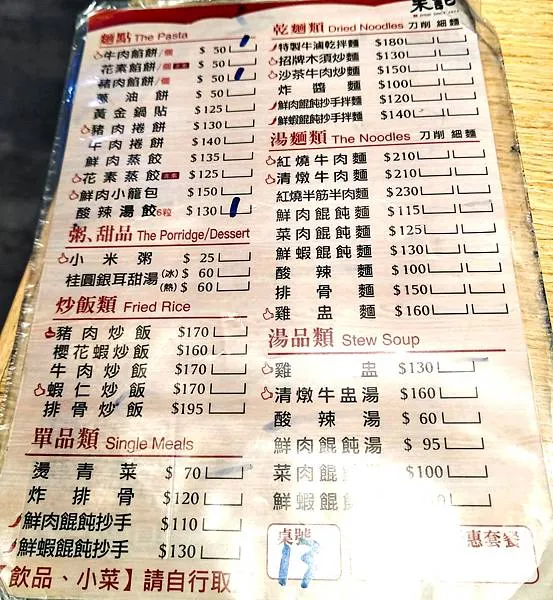 麵點 The Pasta
牛肉餡餅/個 $ 50
花素餡餅/個 $ 50
豬肉餡餅/個 $ 50
蔥油餅 $ 50
黃金鍋貼 $125
豬肉捲餅 $130
牛肉捲餅 $140
鮮肉蒸餃 $135
花素蒸餃 $125
鮮肉小籠包 $150
酸辣湯餃6粒 $130
粥、甜品 The Porridge/Dessert
小米粥 $ 25
桂圓銀耳甜湯 (冰) $ 60
(熱) $ 60
炒飯類 Fried Rice
豬肉炒飯 $170
櫻花蝦炒飯 $160
牛肉炒飯 $170
蝦仁炒飯 $170
排骨炒飯 $195
單品類 Single Meals
燙青菜 $ 70
炸排骨 $120
鮮肉餛飩抄手 $110
鮮蝦餛飩抄手 $130
【飲品、小菜】請自行取
乾麵類 Dried Noodles 刀削 細麵
特製牛滷乾拌麵 $180
招牌木須炒麵 $130
沙茶牛肉炒麵 $150
炸醬麵 $100
鮮肉餛飩抄手拌麵 $120
鮮蝦餛飩抄手拌麵 $140
湯麵類 The Noodles 刀削 細麵
紅燒牛肉麵 $210
清燉牛肉麵 $210
紅燒半筋半肉麵 $230
鮮肉餛飩麵 $115
菜肉餛飩麵 $125
鮮蝦餛飩麵 $130
酸辣麵 $100
排骨麵 $150
雞盅麵 $160
湯品類 Stew Soup
雞盅 $130
清燉牛盅湯 $160
酸辣湯 $ 60
鮮肉餛飩湯 $ 95
菜肉餛 $100
鮮蝦餛
桌號
13
惠套餐